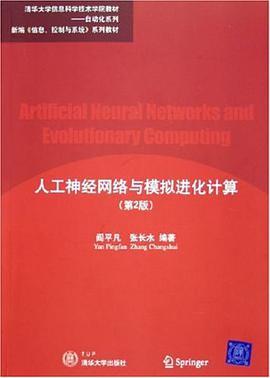 清华大学信息科学技术学院教材
——自动化系列
新编《信息、控制与系统》系列教材
Artificial Neural Networks and
Evolutionary Computing
人工神经网络与模拟进化计算
(第2版)
阎平凡 张长水 编著
Yan Pingfan Zhang Changshui
TUP
清华大学出版社
Springer